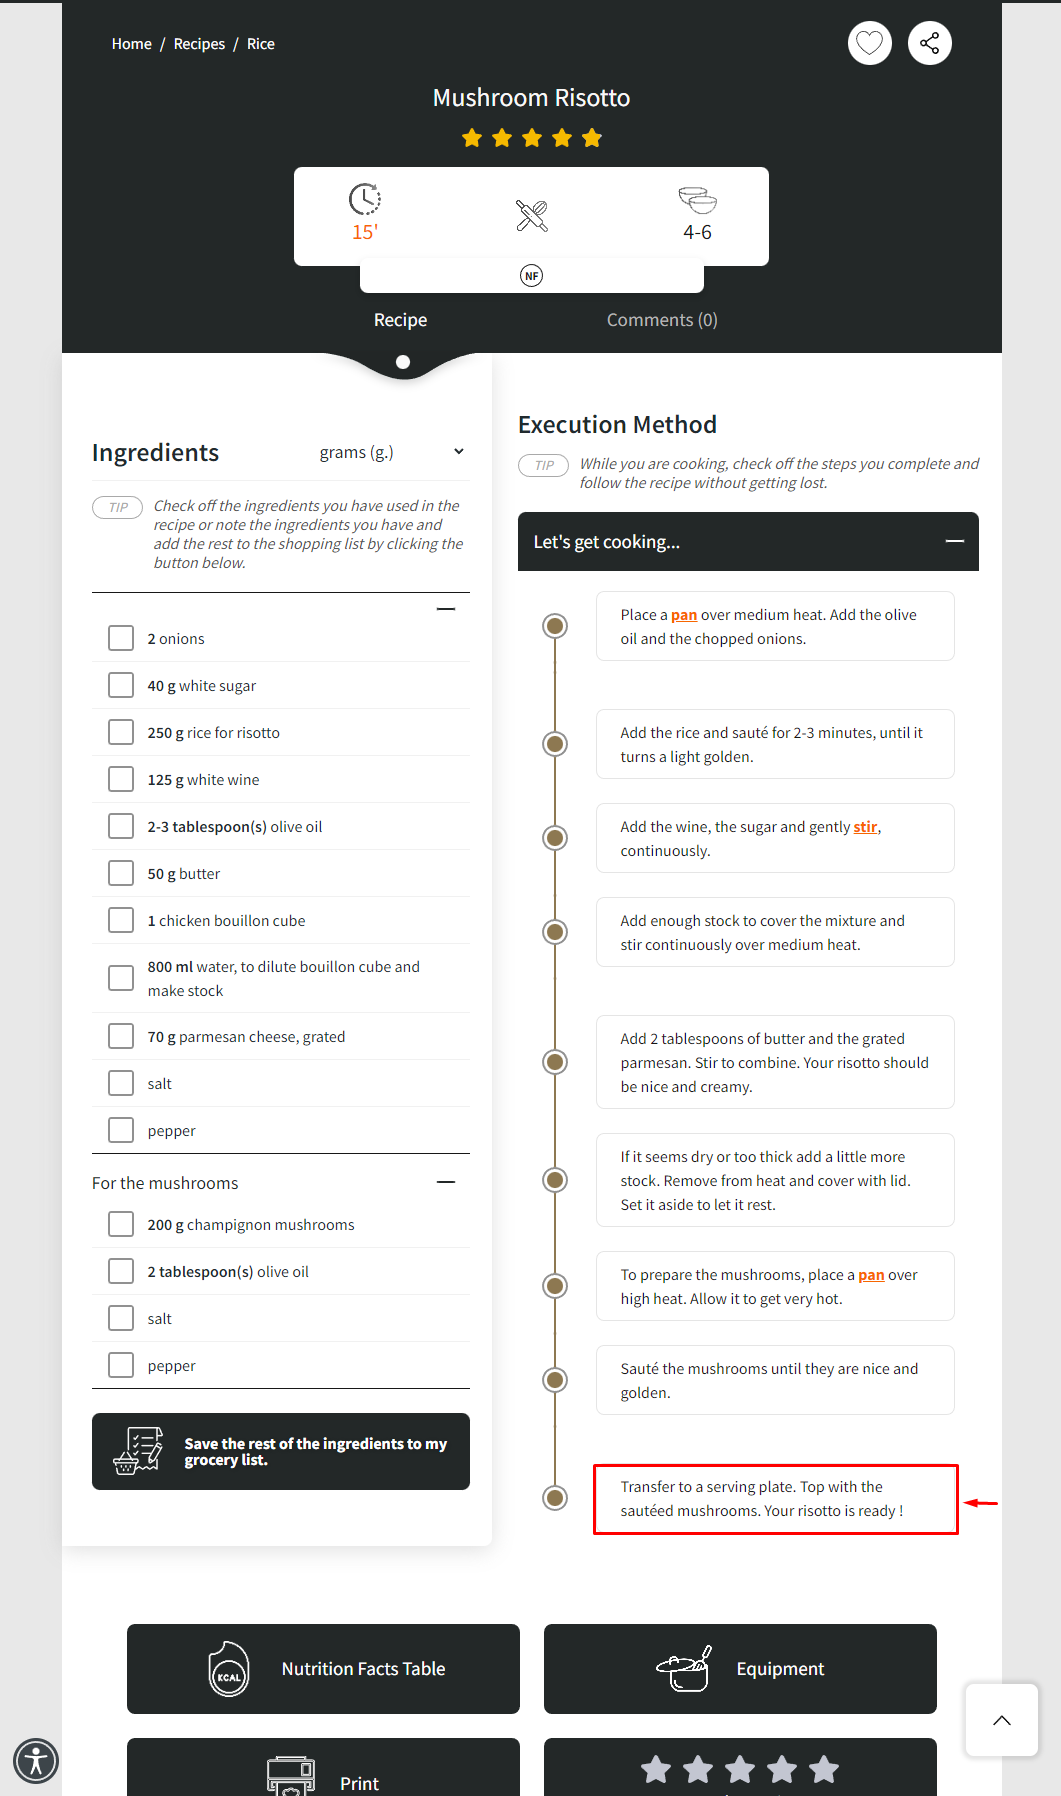 Home / Recipes / Rice
Mushroom Risotto
15'
4-6
NF
Recipe
Comments (0)
Ingredients
grams (g.)
TIP
Check off the ingredients you have used in the
recipe or note the ingredients you have and
add the rest to the shopping list by clicking the
button below.
2 onions
40 g white sugar
250 g rice for risotto
125 g white wine
2-3 tablespoon(s) olive oil
50 g butter
1 chicken bouillon cube
800 ml water, to dilute bouillon cube and
make stock
70 g parmesan cheese, grated
salt
pepper
For the mushrooms
200 g champignon mushrooms
2 tablespoon(s) olive oil
salt
pepper
Save the rest of the ingredients to my
grocery list.
Execution Method
TIP
While you are cooking, check off the steps you complete and
follow the recipe without getting lost.
Let's get cooking...
Place a pan over medium heat. Add the olive
oil and the chopped onions.
Add the rice and sauté for 2-3 minutes, until it
turns a light golden.
Add the wine, the sugar and gently stir,
continuously.
Add enough stock to cover the mixture and
stir continuously over medium heat.
Add 2 tablespoons of butter and the grated
parmesan. Stir to combine. Your risotto should
be nice and creamy.
If it seems dry or too thick add a little more
stock. Remove from heat and cover with lid.
Set it aside to let it rest.
To prepare the mushrooms, place a pan over
high heat. Allow it to get very hot.
Sauté the mushrooms until they are nice and
golden.
Transfer to a serving plate. Top with the
sautéed mushrooms. Your risotto is ready !
KCAL
Nutrition Facts Table
Equipment
Print